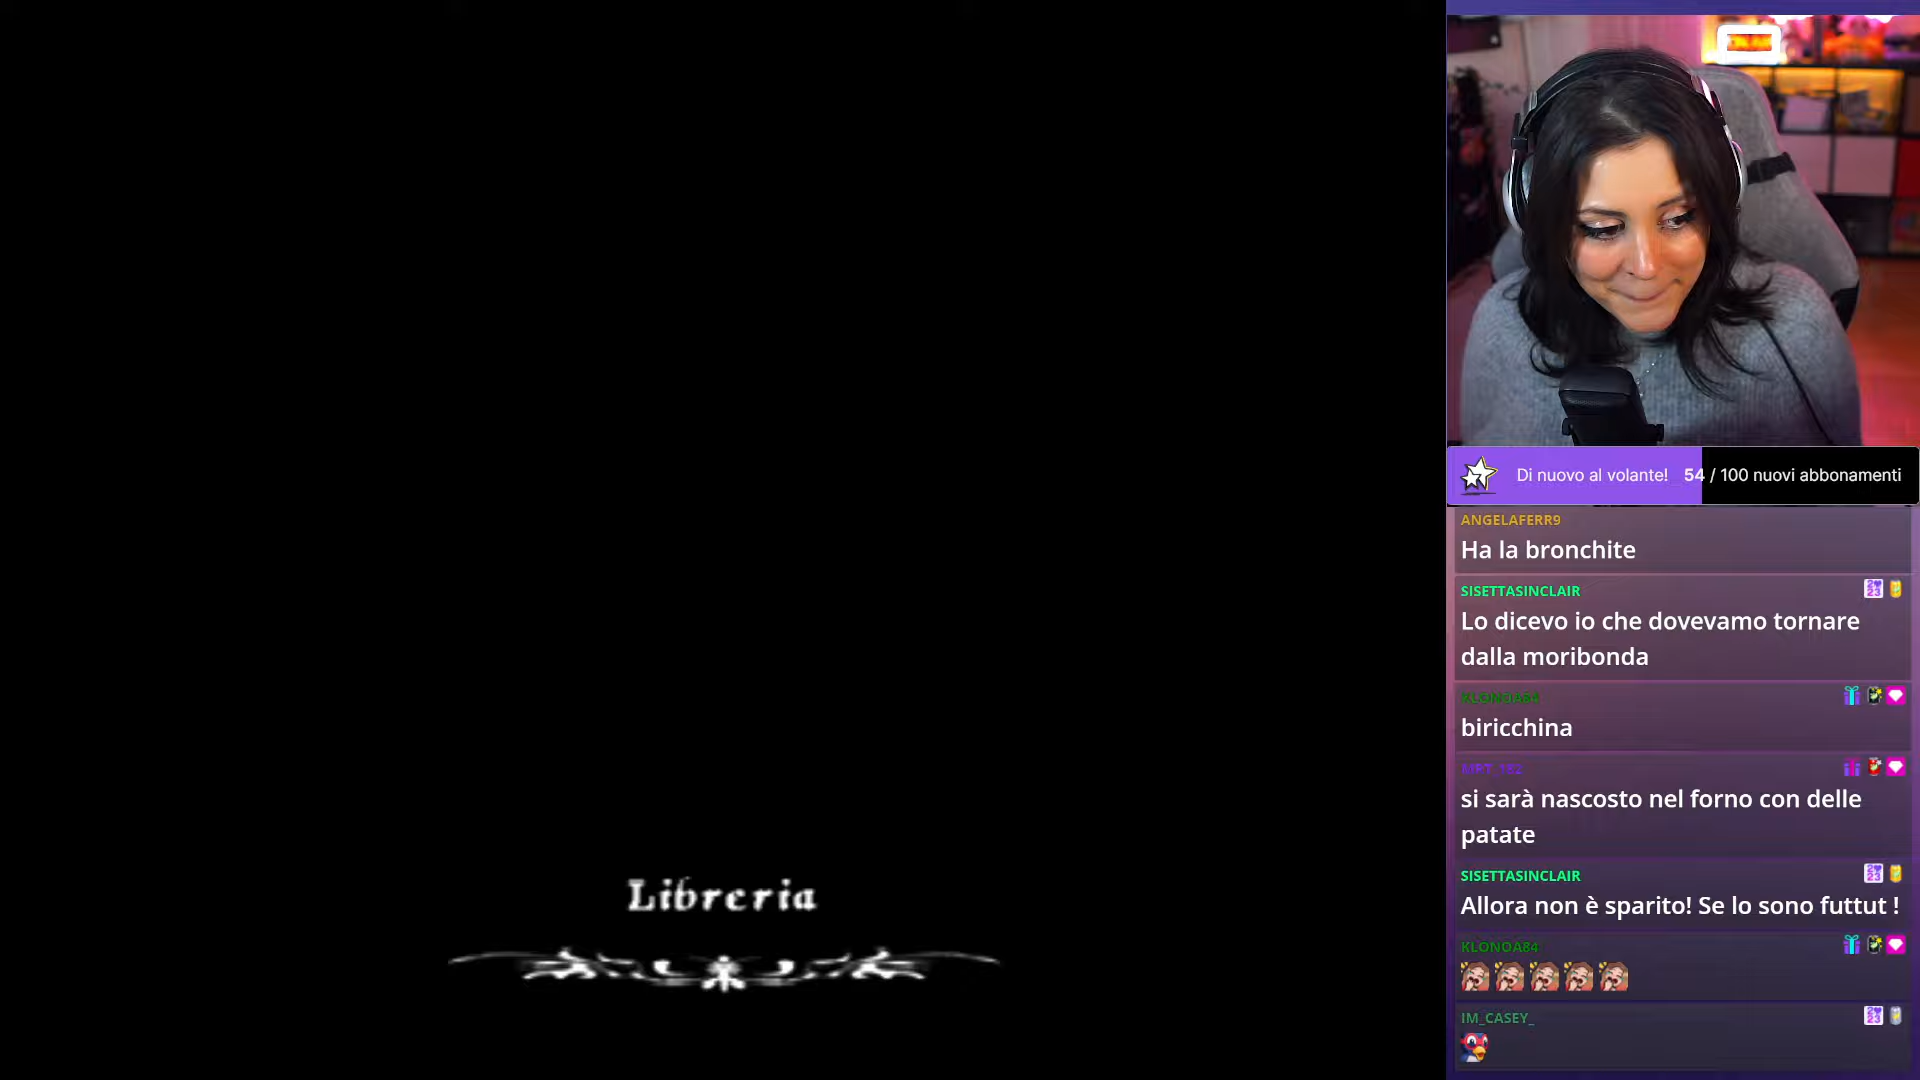 Libreria
Di nuovo al volante! 54 / 100 nuovi abbonamenti
ANGELAFERR9
Ha la bronchite
SISETTASINCLAIR
Lo dicevo io che dovevamo tornare
dalla moribonda
KLONOA84
biricchina
MPT_182
si sarà nascosto nel forno con delle
patate
SISETTASINCLAIR
Allora non è sparito! Se lo sono futtut !
KLONOA84
IM_CASEY_